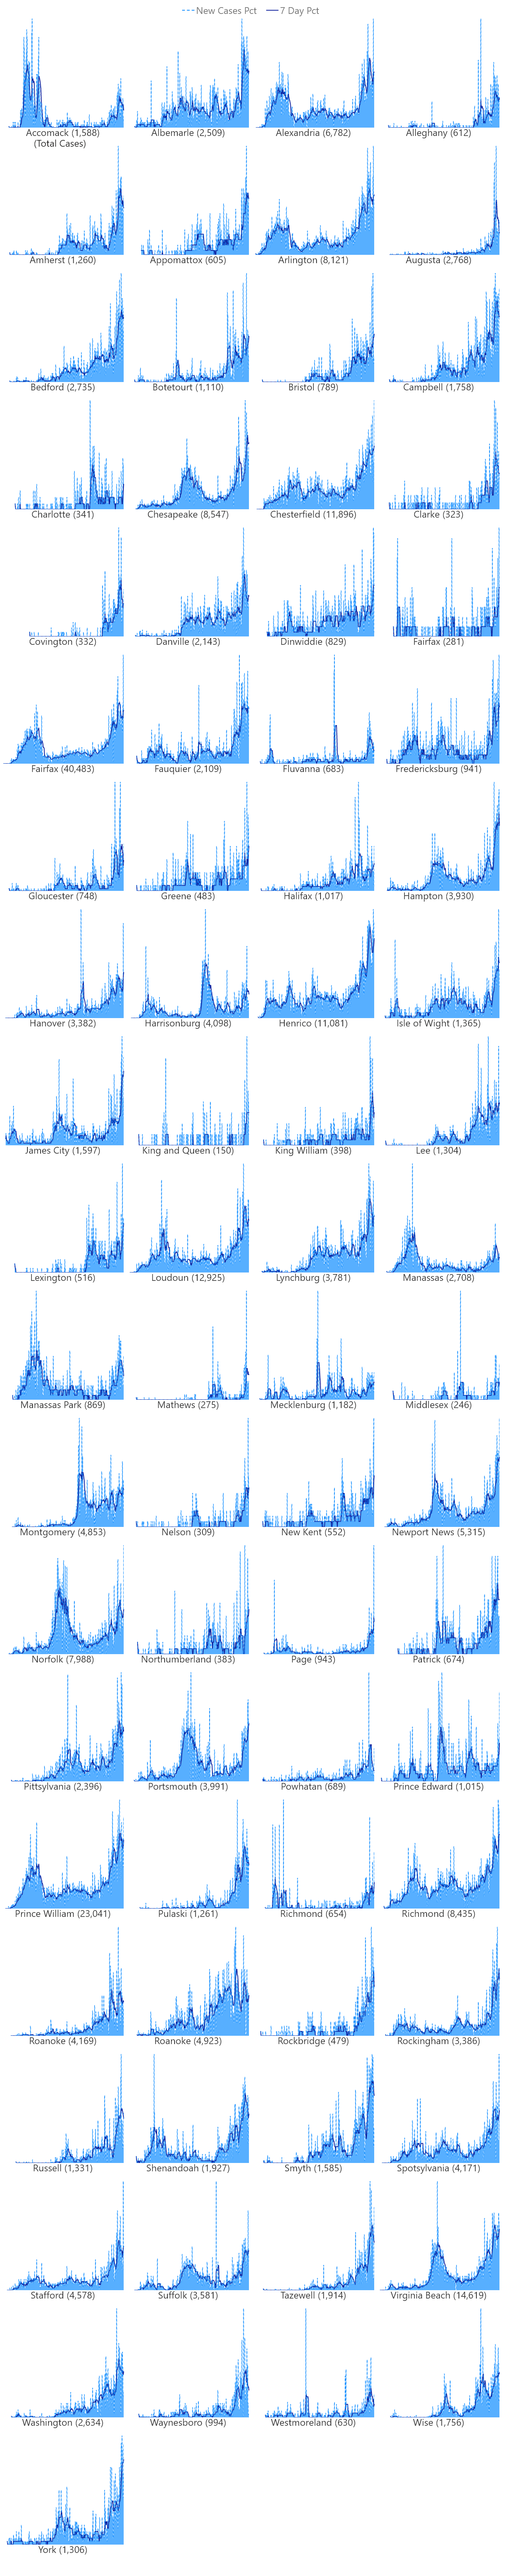 New Cases Pct 7 Day Pct
Accomack (1,588) Albemarle (2,509) Alexandria (6,782) Alleghany (612)
(Total Cases)
Amherst (1,260) Appomattox (605) Arlington (8,121) Augusta (2,768)
Bedford (2,735) Botetourt (1,110) Bristol (789) Campbell (1,758)
Charlotte (341) Chesapeake (8,547) Chesterfield (11,896) Clarke (323)
Covington (332) Danville (2,143) Dinwiddie (829) Fairfax (281)
Fairfax (40,483) Fauquier (2,109) Fluvanna (683) Fredericksburg (941)
Gloucester (748) Greene (483) Halifax (1,017) Hampton (3,930)
Hanover (3,382) Harrisonburg (4,098) Henrico (11,081) Isle of Wight (1,365)
James City (1,597) King and Queen (150) King William (398) Lee (1,304)
Lexington (516) Loudoun (12,925) Lynchburg (3,781) Manassas (2,708)
Manassas Park (869) Mathews (275) Mecklenburg (1,182) Middlesex (246)
Montgomery (4,853) Nelson (309) New Kent (552) Newport News (5,315)
Norfolk (7,988) Northumberland (383) Page (943) Patrick (674)
Pittsylvania (2,396) Portsmouth (3,991) Powhatan (689) Prince Edward (1,015)
Prince William (23,041) Pulaski (1,261) Richmond (654) Richmond (8,435)
Roanoke (4,169) Roanoke (4,923) Rockbridge (479) Rockingham (3,386)
Russell (1,331) Shenandoah (1,927) Smyth (1,585) Spotsylvania (4,171)
Stafford (4,578) Suffolk (3,581) Tazewell (1,914) Virginia Beach (14,619)
Washington (2,634) Waynesboro (994) Westmoreland (630) Wise (1,756)
York (1,306)